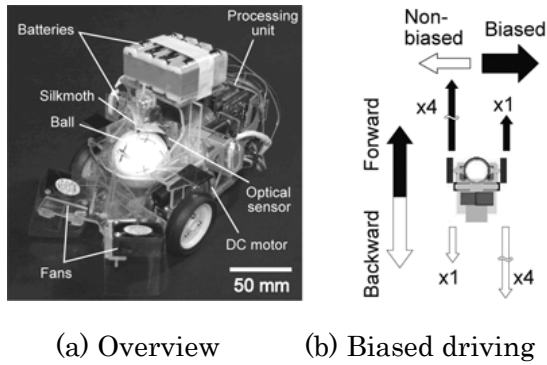 (a)
Batteries
Processing
unit
Silkmoth
Ball
Optical
sensor
DC motor
Fans
50 mm
(b)
Non-
biased
Biased
x4
x1
Forward
Backward
x1
x4
(a) Overview
(b) Biased driving